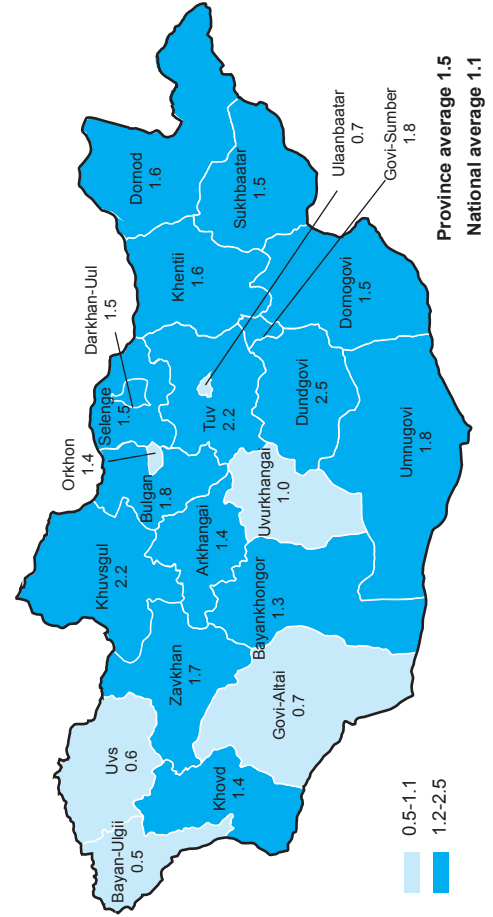 Bayan-Ulgii
0.5
Uvs
0.6
Khovd
1.4
Zavkhan
1.7
Govi-Altai
0.7
Khuvsgul
2.2
Arkhangai
1.4
Bayankhongor
1.3
Orkhon
1.4
Bulgan
1.8
Uvurkhangai
1.0
Selenge
1.5
Darkhan-Uul
1.5
Tuv
2.2
Dundgovi
2.5
Umnugovi
1.8
Khentii
1.6
Dornod
1.6
Sukhbaatar
1.5
Dornogovi
1.5
Ulaanbaatar
0.7
Govi-Sumber
1.8
Province average 1.5
National average 1.1
0.5-1.1
1.2-2.5